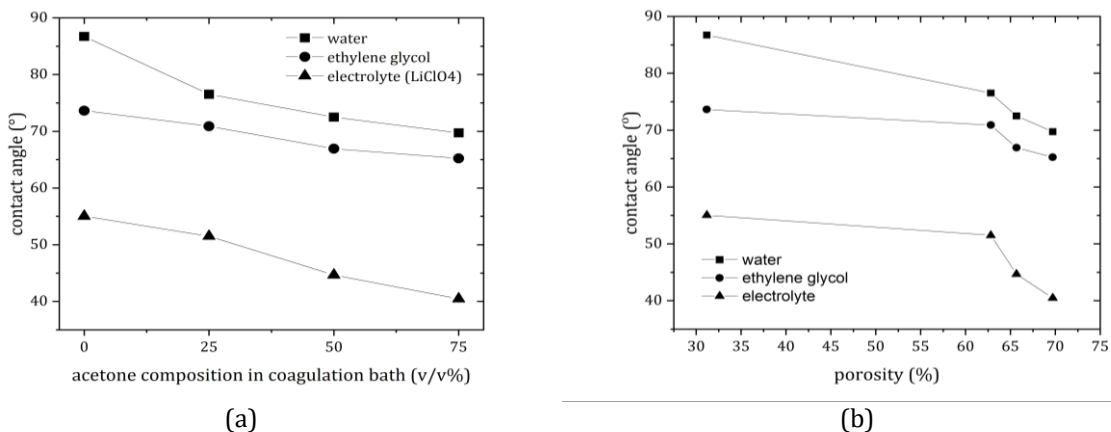 90
80
70
60
50
40
contact angle (°)
water
ethylene glycol
electrolyte (LiClO4)
0 25 50 75
acetone composition in coagulation bath (v/v%)
(a)
90
80
70
60
50
40
contact angle (°)
water
ethylene glycol
electrolyte
30 35 40 45 50 55 60 65 70 75
porosity (%)
(b)